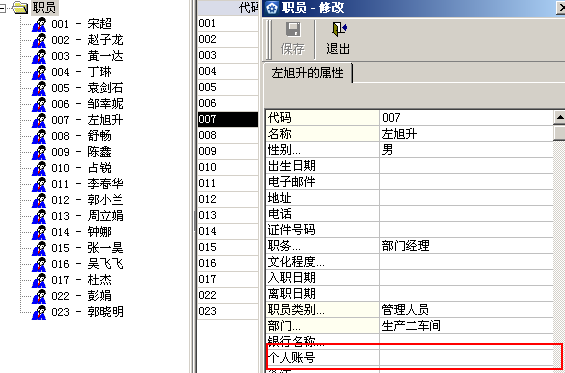 职员
001 - 宋超
002 - 赵子龙
003 - 黄一达
004 - 丁琳
005 - 袁剑石
006 - 邹幸妮
007 - 左旭升
008 - 舒畅
009 - 陈鑫
010 - 占锐
011 - 李春华
012 - 郭小兰
013 - 周立娟
014 - 钟娜
015 - 张一昊
016 - 吴飞飞
017 - 杜杰
022 - 彭娟
023 - 郭晓明
代码
001
002
003
004
005
006
007
008
009
010
011
012
013
014
015
016
017
022
023
职员 - 修改
保存 退出
左旭升的属性
代码 007
名称 左旭升
性别... 男
出生日期
电子邮件
地址
电话
证件号码
职务... 部门经理
文化程度...
入职日期
离职日期
职员类别... 管理人员
部门... 生产二车间
银行名称...
个人账号